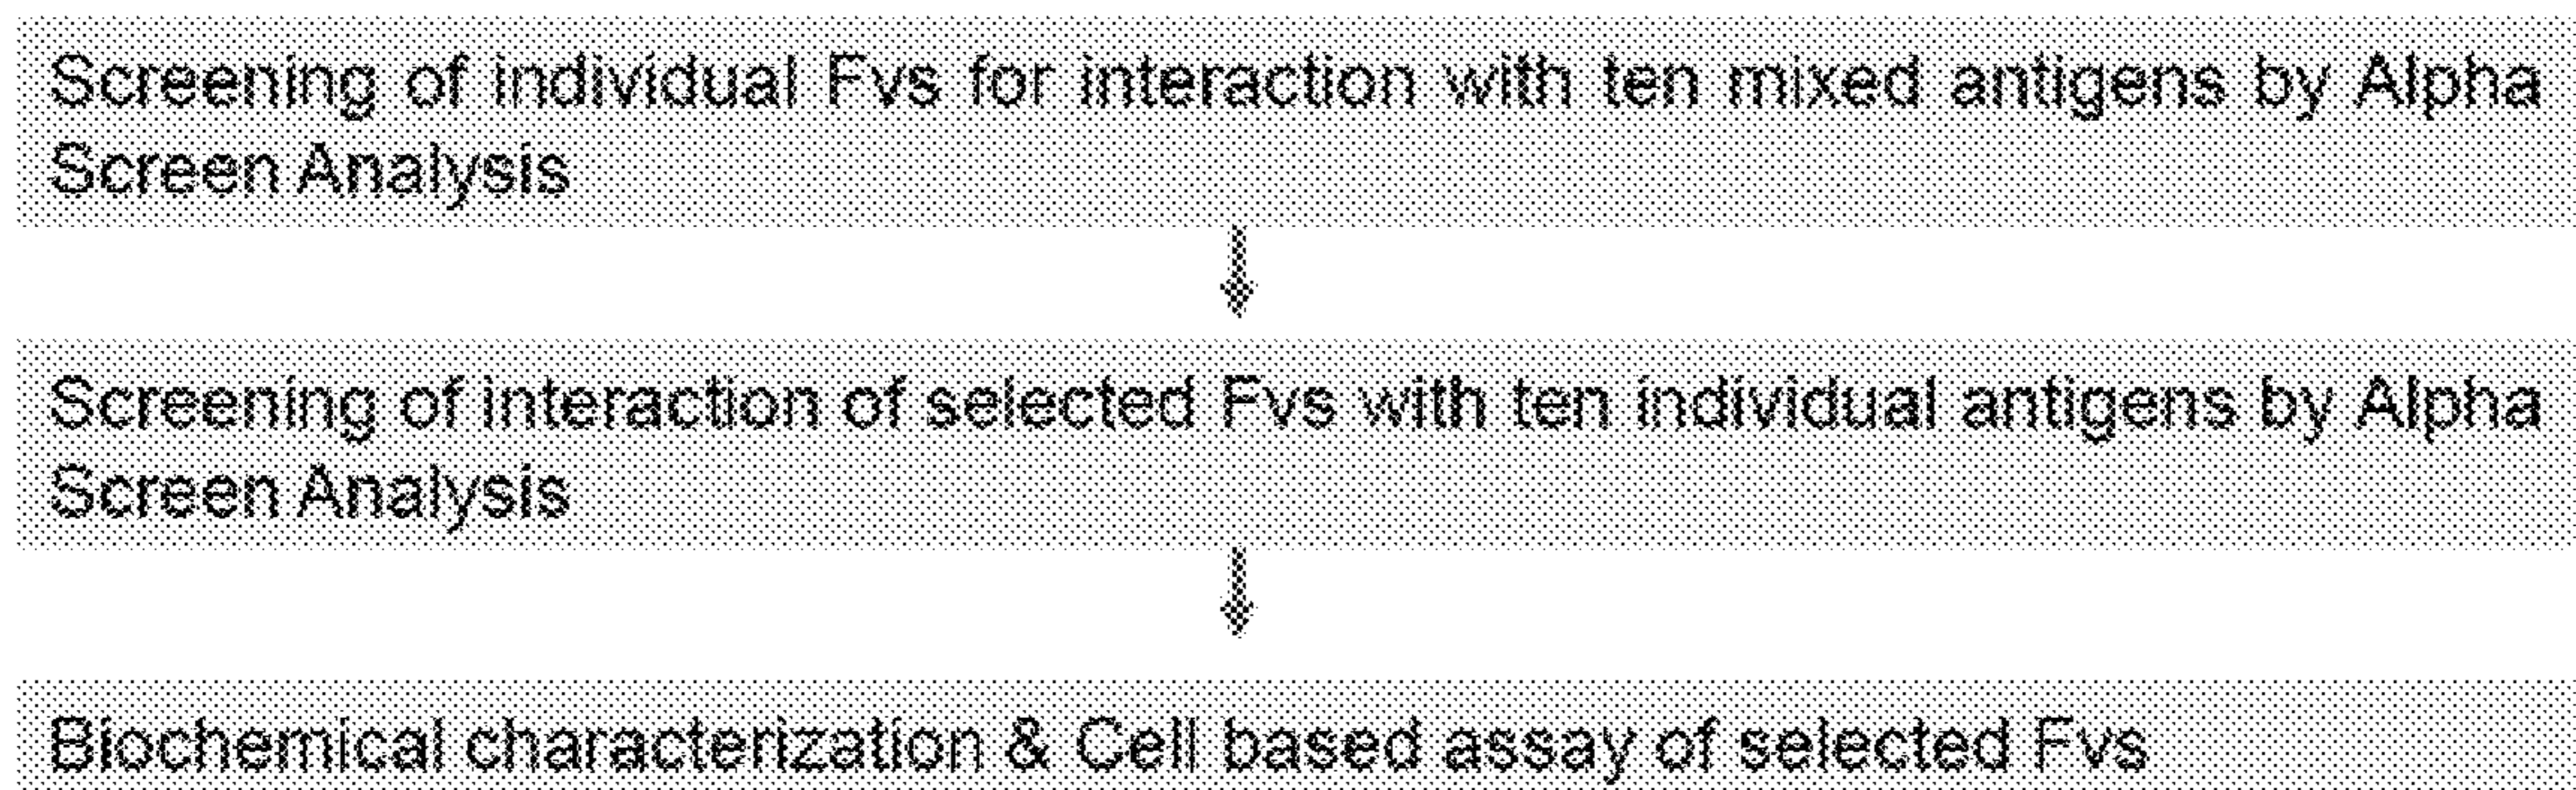 Screening of individual Fvs for interaction with ten mixed antigens by Alpha
Screen Analysis
Screening of interaction of selected Fvs with ten individual antigens by Alpha
Screen Analysis
Biochemical characterization & Cell based assay of selected Fvs